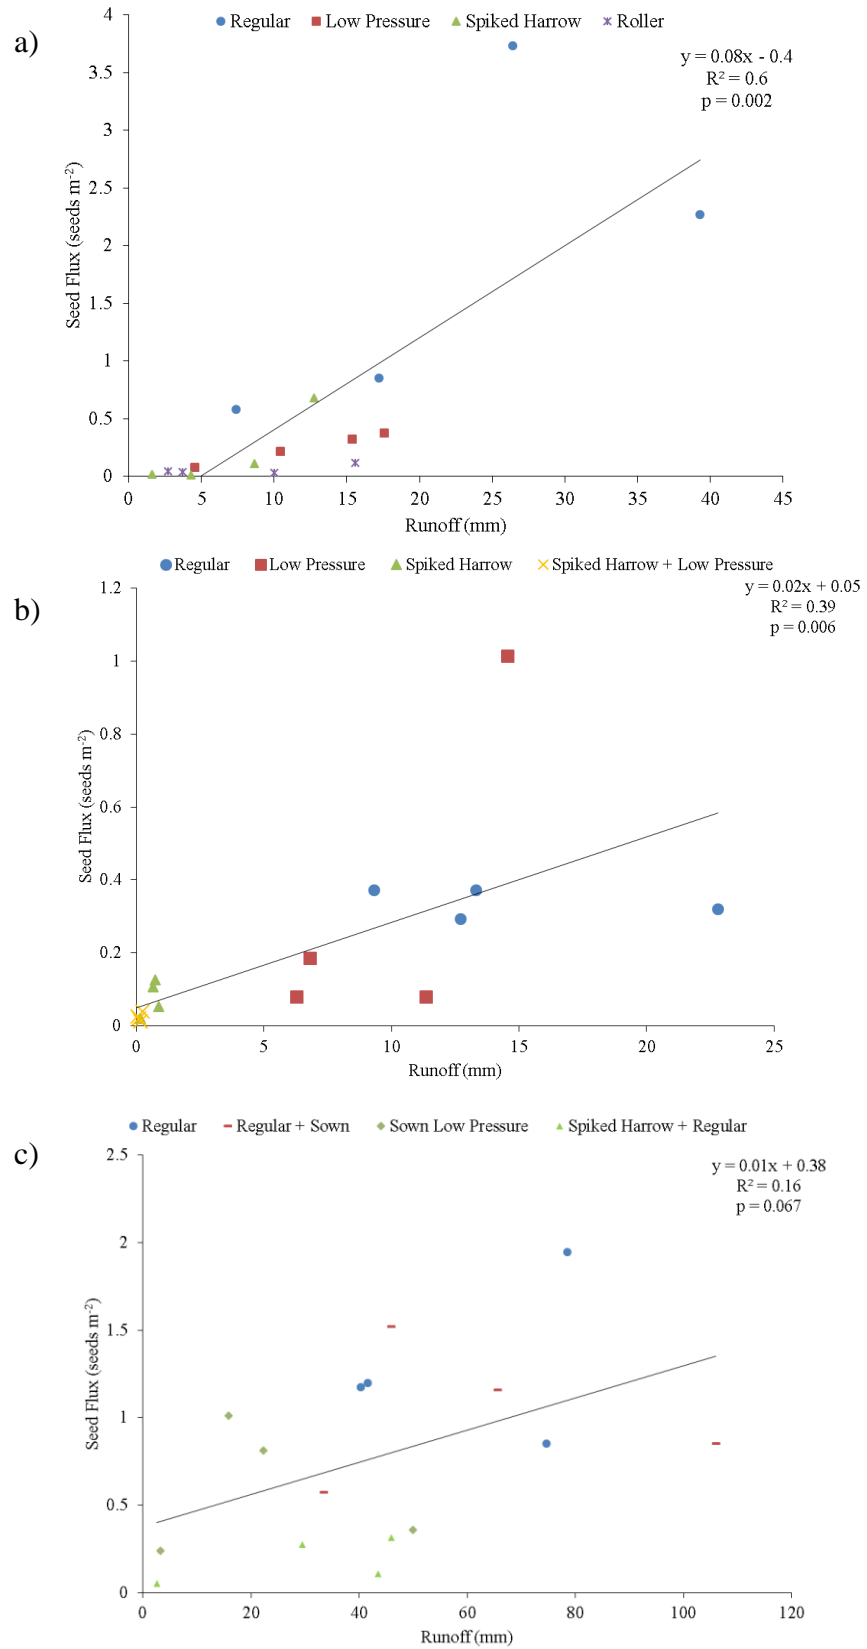 a)
Regular Low Pressure Spiked Harrow Roller
y = 0.08x - 0.4
R² = 0.6
p = 0.002
Seed Flux (seeds m⁻²)
4
3.5
3
2.5
2
1.5
1
0.5
0
0 5 10 15 20 25 30 35 40 45
Runoff (mm)
b)
Regular Low Pressure Spiked Harrow Spiked Harrow + Low Pressure
y = 0.02x + 0.05
R² = 0.39
p = 0.006
Seed Flux (seeds m⁻²)
1.2
1
0.8
0.6
0.4
0.2
0
0 5 10 15 20 25
Runoff (mm)
c)
Regular Regular + Sown Sown Low Pressure Spiked Harrow + Regular
y = 0.01x + 0.38
R² = 0.16
p = 0.067
Seed Flux (seeds m⁻²)
2.5
2
1.5
1
0.5
0
0 20 40 60 80 100 120
Runoff (mm)